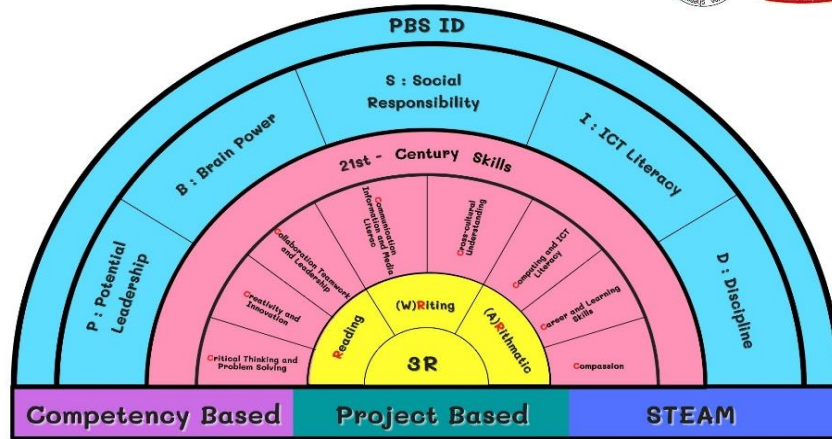 PBS ID
S : Social
Responsibility
B : Brain Power
I : ICT Literacy
P : Potential
Leadership
D : Discipline
21st - Century Skills
Critical Thinking and
Problem Solving
Creativity and
Innovation
Collaboration Teamwork
and Leadership
Communication
Information and Media
Literac
Cross-cultural
Understanding
Computing and ICT
Literacy
Career and Learning
Skills
Compassion
Reading
(W)Riting
(A)Rithmatic
3R
Competency Based
Project Based
STEAM